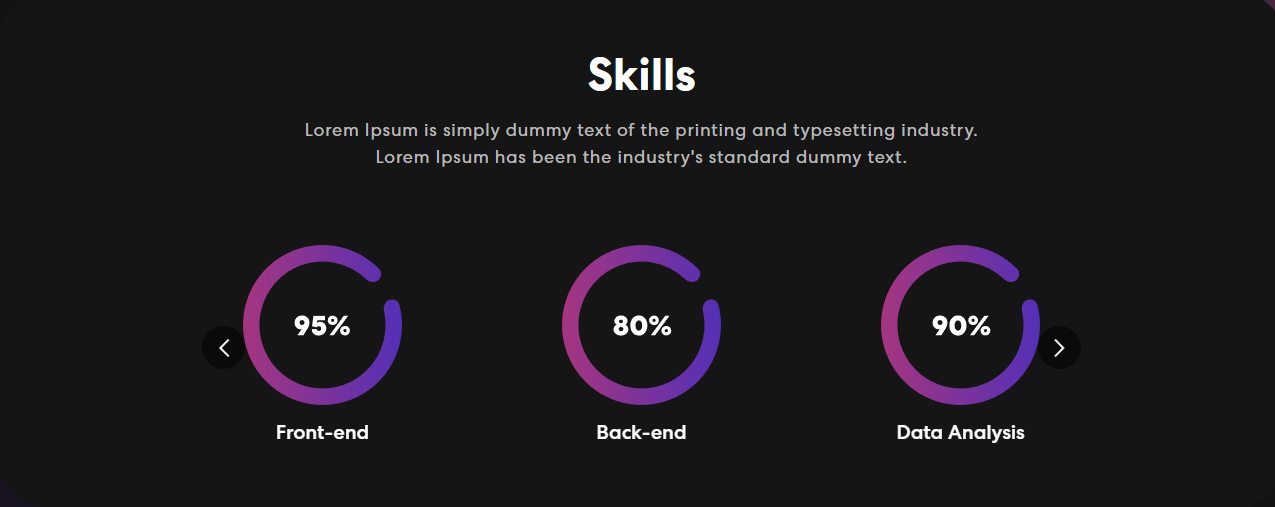 Skills
Lorem Ipsum is simply dummy text of the printing and typesetting industry.
Lorem Ipsum has been the industry's standard dummy text.
95%
80%
90%
Front-end
Back-end
Data Analysis